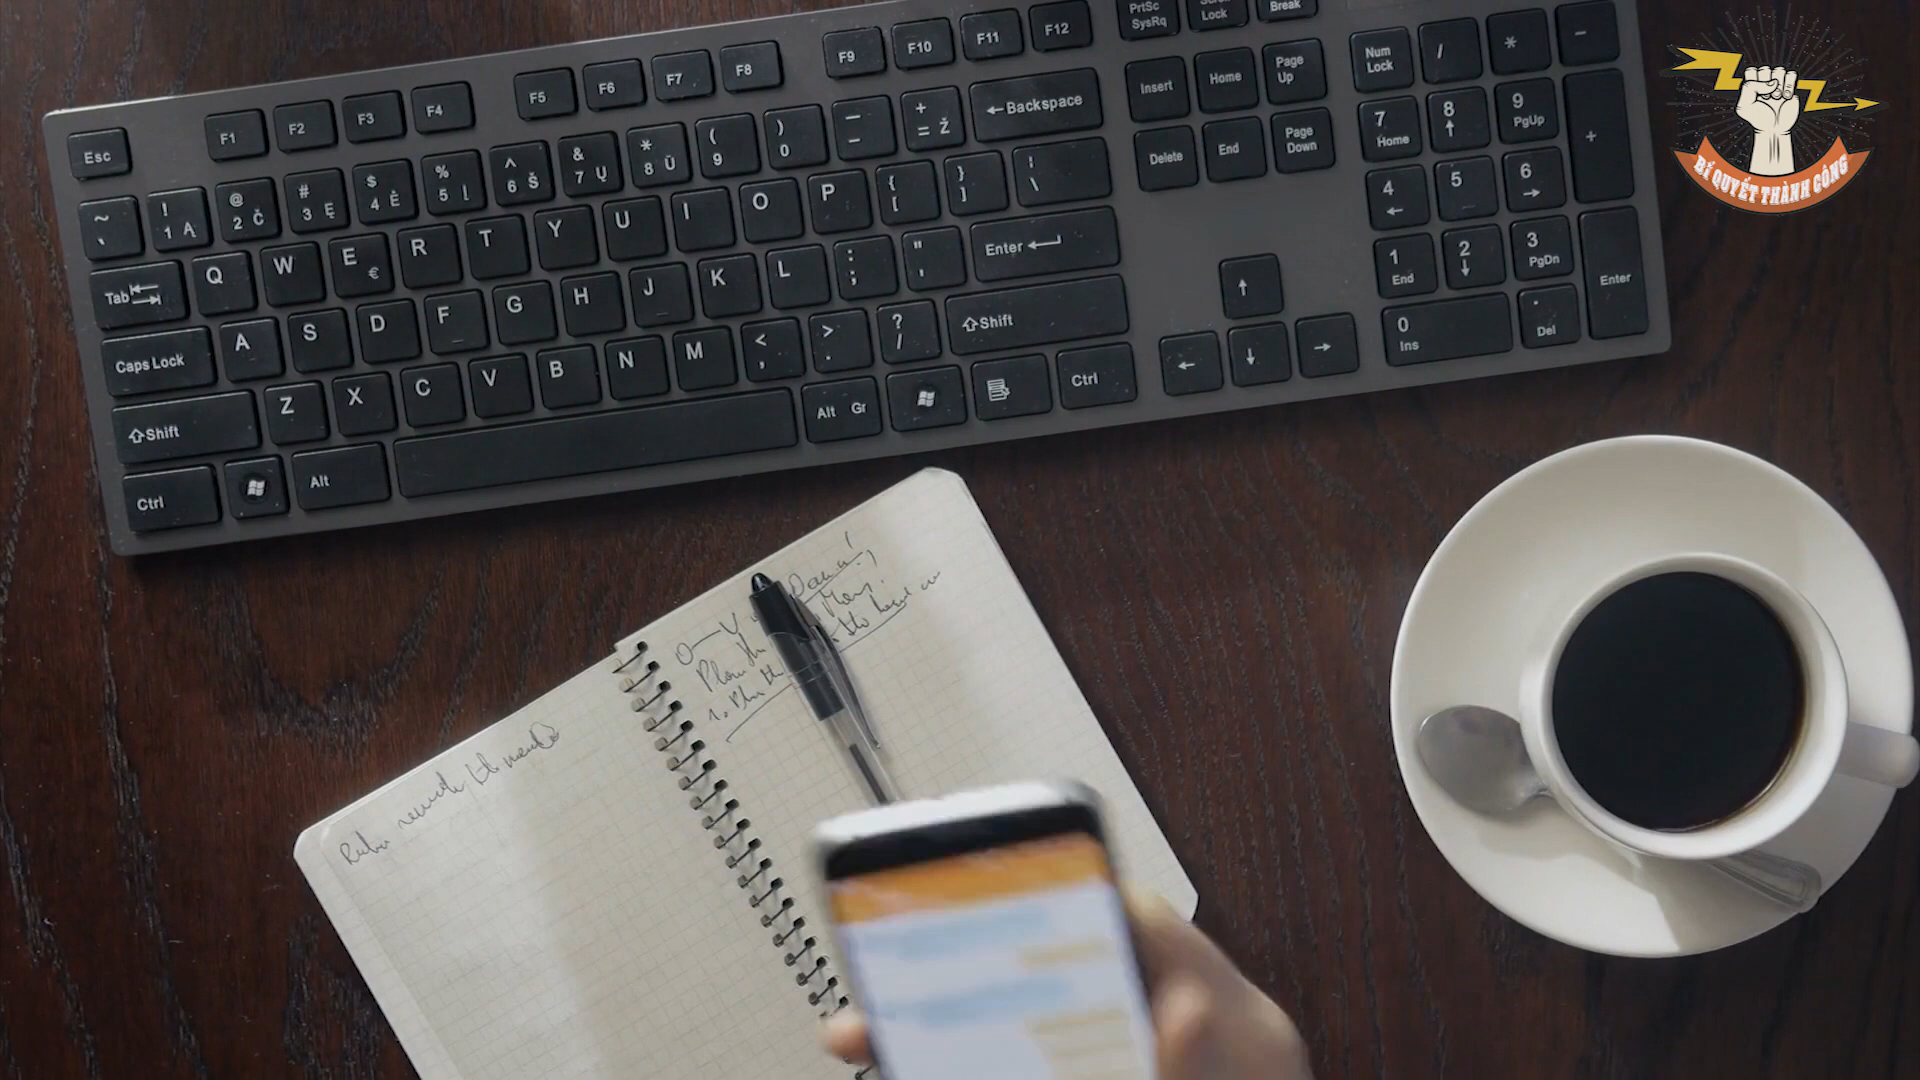 PrtSc SysRq
Scroll Lock
Break
F9 F10 F11 F12
F5 F6 F7 F8
F1 F2 F3 F4
Esc
Insert Home Page Up
Num Lock / * -
Delete End Page Down
7 Home 8 ↑ 9 PgUp +
4 ← 5 6 →
1 End 2 ↓ 3 PgDn Enter
0 Ins . Del
~ ` ! 1 Ą @ 2 Č # 3 Ę $ 4 Ė % 5 Į ^ 6 Š & 7 Ų * 8 Ū ( 9 ) 0 _ - + = Ž ←Backspace
Tab Q W E € R T Y U I O P { [ } ] ¦ \
Caps Lock A S D F G H J K L : ; " ' Enter
⇧Shift Z X C V B N M < , > . ? / ⇧Shift
Ctrl Alt Alt Gr Ctrl
↑
← ↓ →
BÍ QUYẾT THÀNH CÔNG